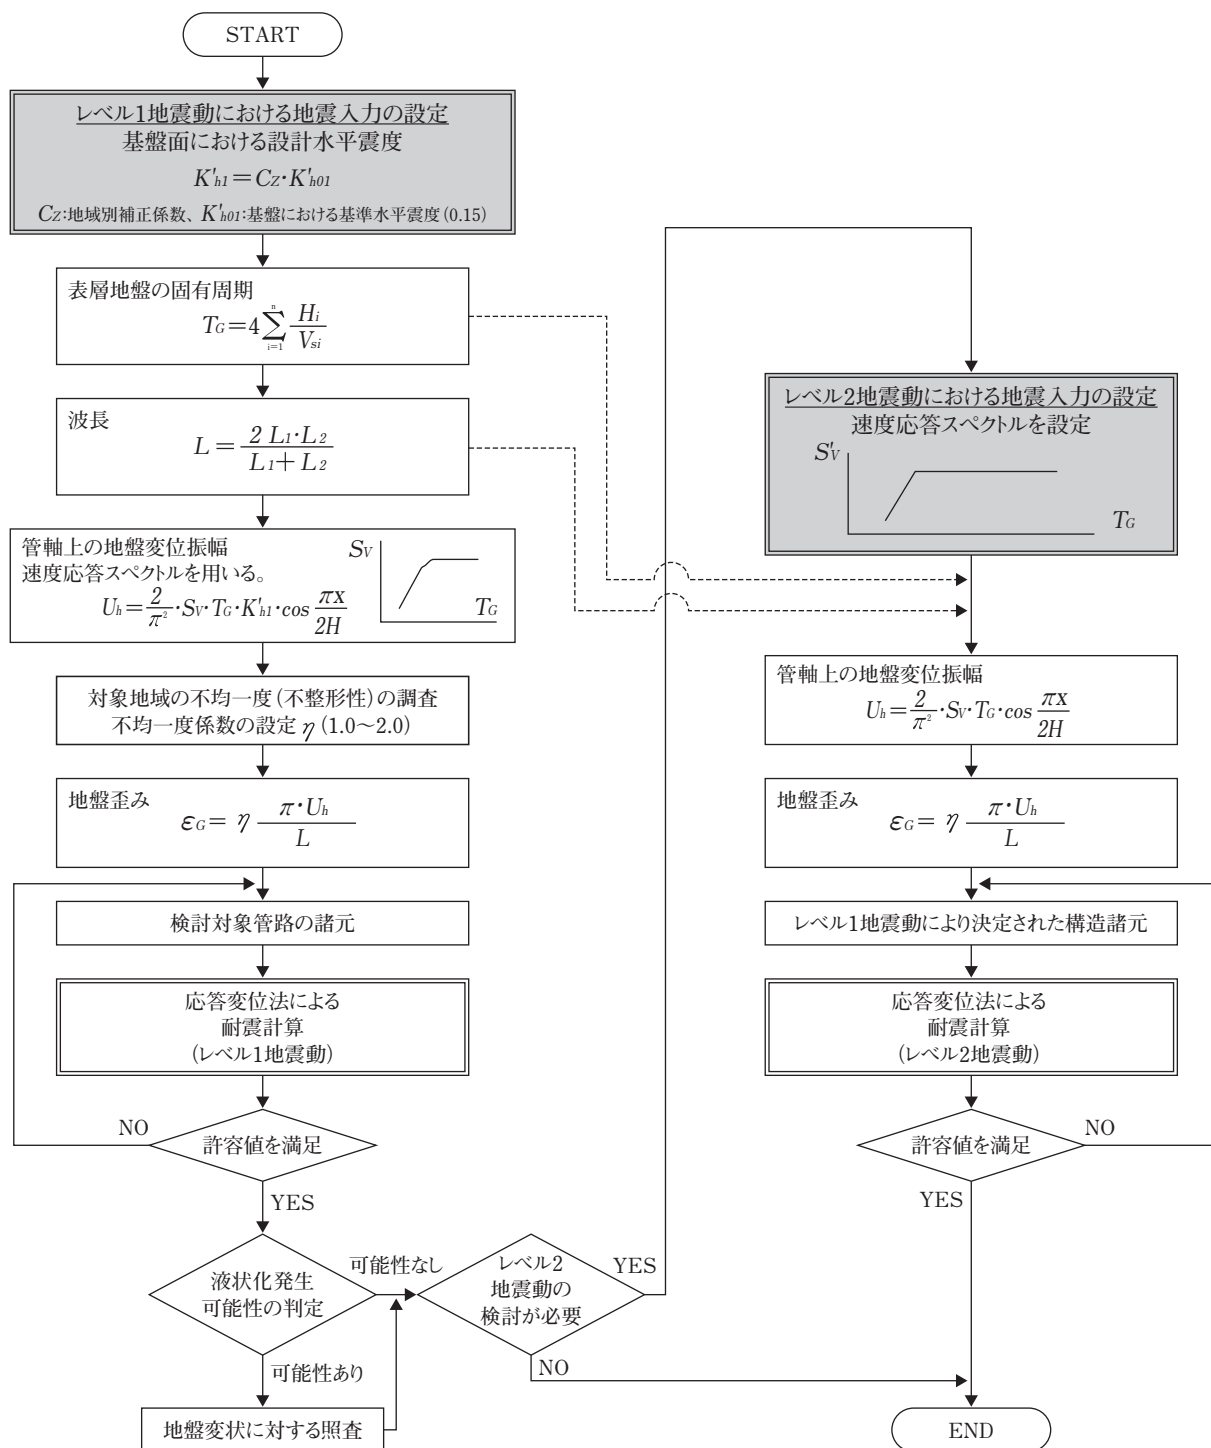 START
レベル1地震動における地震入力の設定
基盤面における設計水平震度
K'h1＝CZ・K'h01
CZ:地域別補正係数、K'h01:基盤における基準水平震度(0.15)
表層地盤の固有周期
TG＝4 n∑i=1 Hi/Vsi
波長
L＝2 L1・L2/L1＋L2
管軸上の地盤変位振幅
速度応答スペクトルを用いる。
Uh＝2/π²・SV・TG・K'h1・cos πx/2H
SV
TG
対象地域の不均一度(不整形性)の調査
不均一度係数の設定 η (1.0〜2.0)
地盤歪み
εG＝ η π・Uh/L
検討対象管路の諸元
応答変位法による
耐震計算
(レベル1地震動)
NO
許容値を満足
YES
液状化発生
可能性の判定
可能性なし
可能性あり
地盤変状に対する照査
レベル2
地震動の
検討が必要
YES
NO
レベル2地震動における地震入力の設定
速度応答スペクトルを設定
S'V
TG
管軸上の地盤変位振幅
Uh＝2/π²・SV・TG・cos πx/2H
地盤歪み
εG＝ η π・Uh/L
レベル1地震動により決定された構造諸元
応答変位法による
耐震計算
(レベル2地震動)
許容値を満足
NO
YES
END